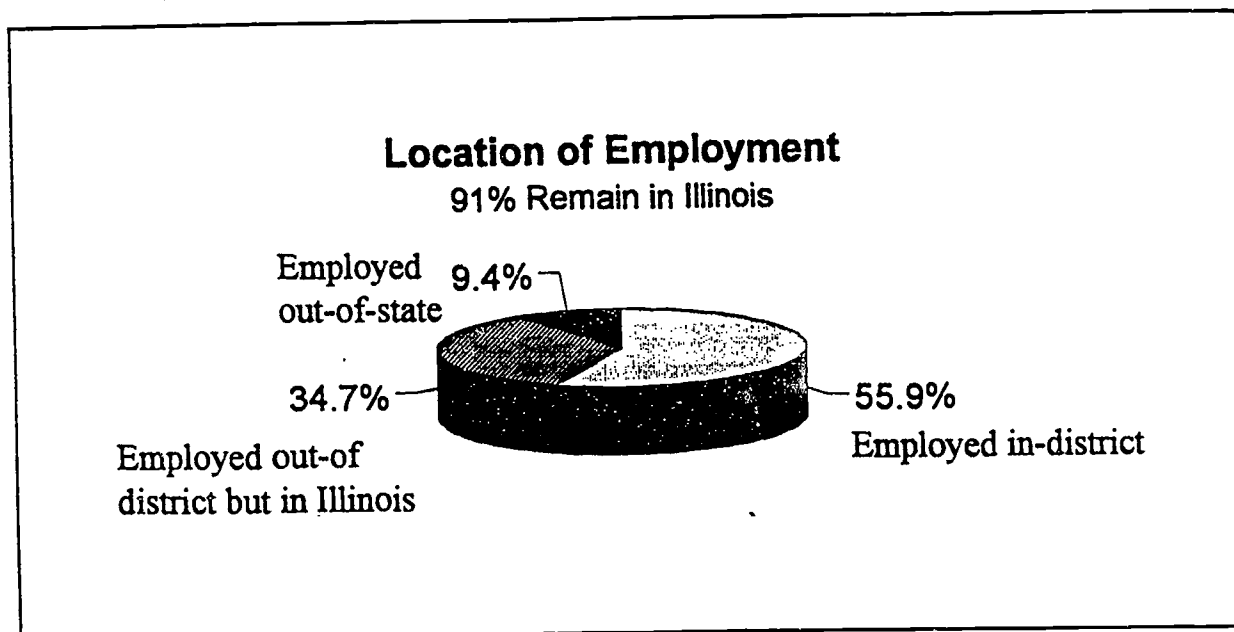 Location of Employment
91% Remain in Illinois
Employed
out-of-state
9.4%
34.7%
Employed out-of
district but in Illinois
55.9%
Employed in-district